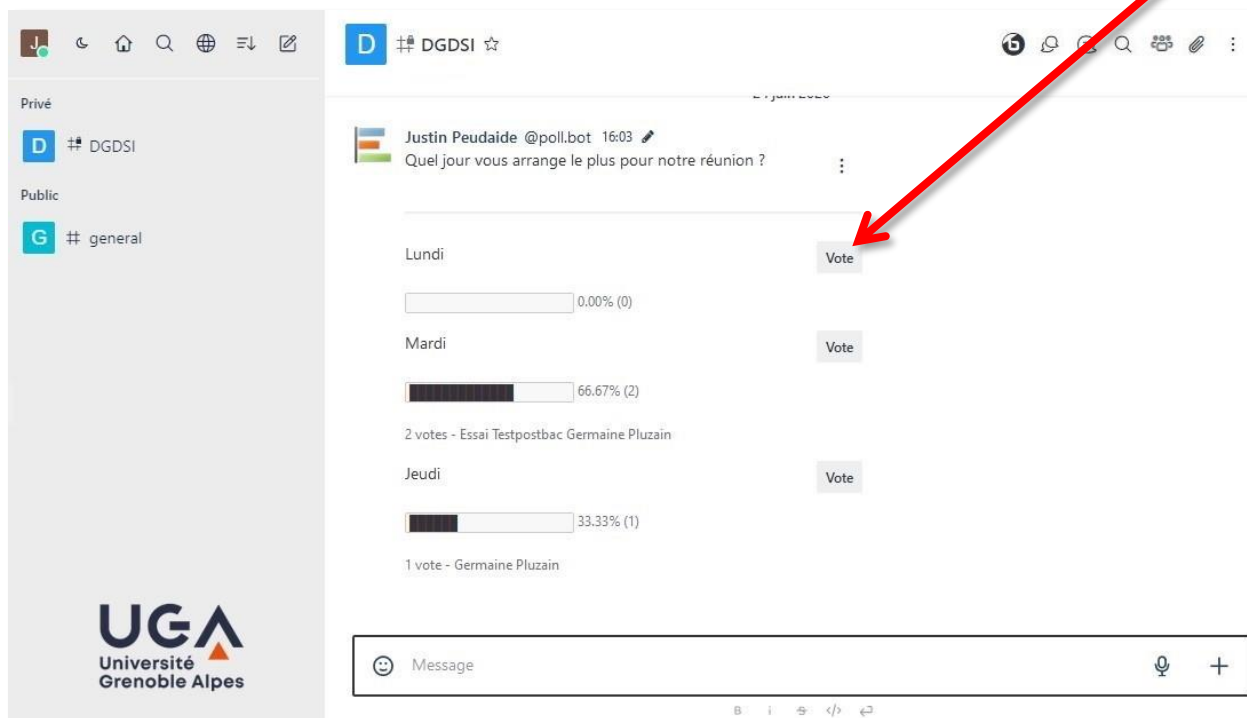 J
D DGDSI
Privé
D DGDSI
Public
G # general
Justin Peudaide @poll.bot 16:03
Quel jour vous arrange le plus pour notre réunion ?
Lundi Vote
0.00% (0)
Mardi Vote
66.67% (2)
2 votes - Essai Testpostbac Germaine Pluzain
Jeudi Vote
33.33% (1)
1 vote - Germaine Pluzain
UGA
Université
Grenoble Alpes
Message
B i S </>